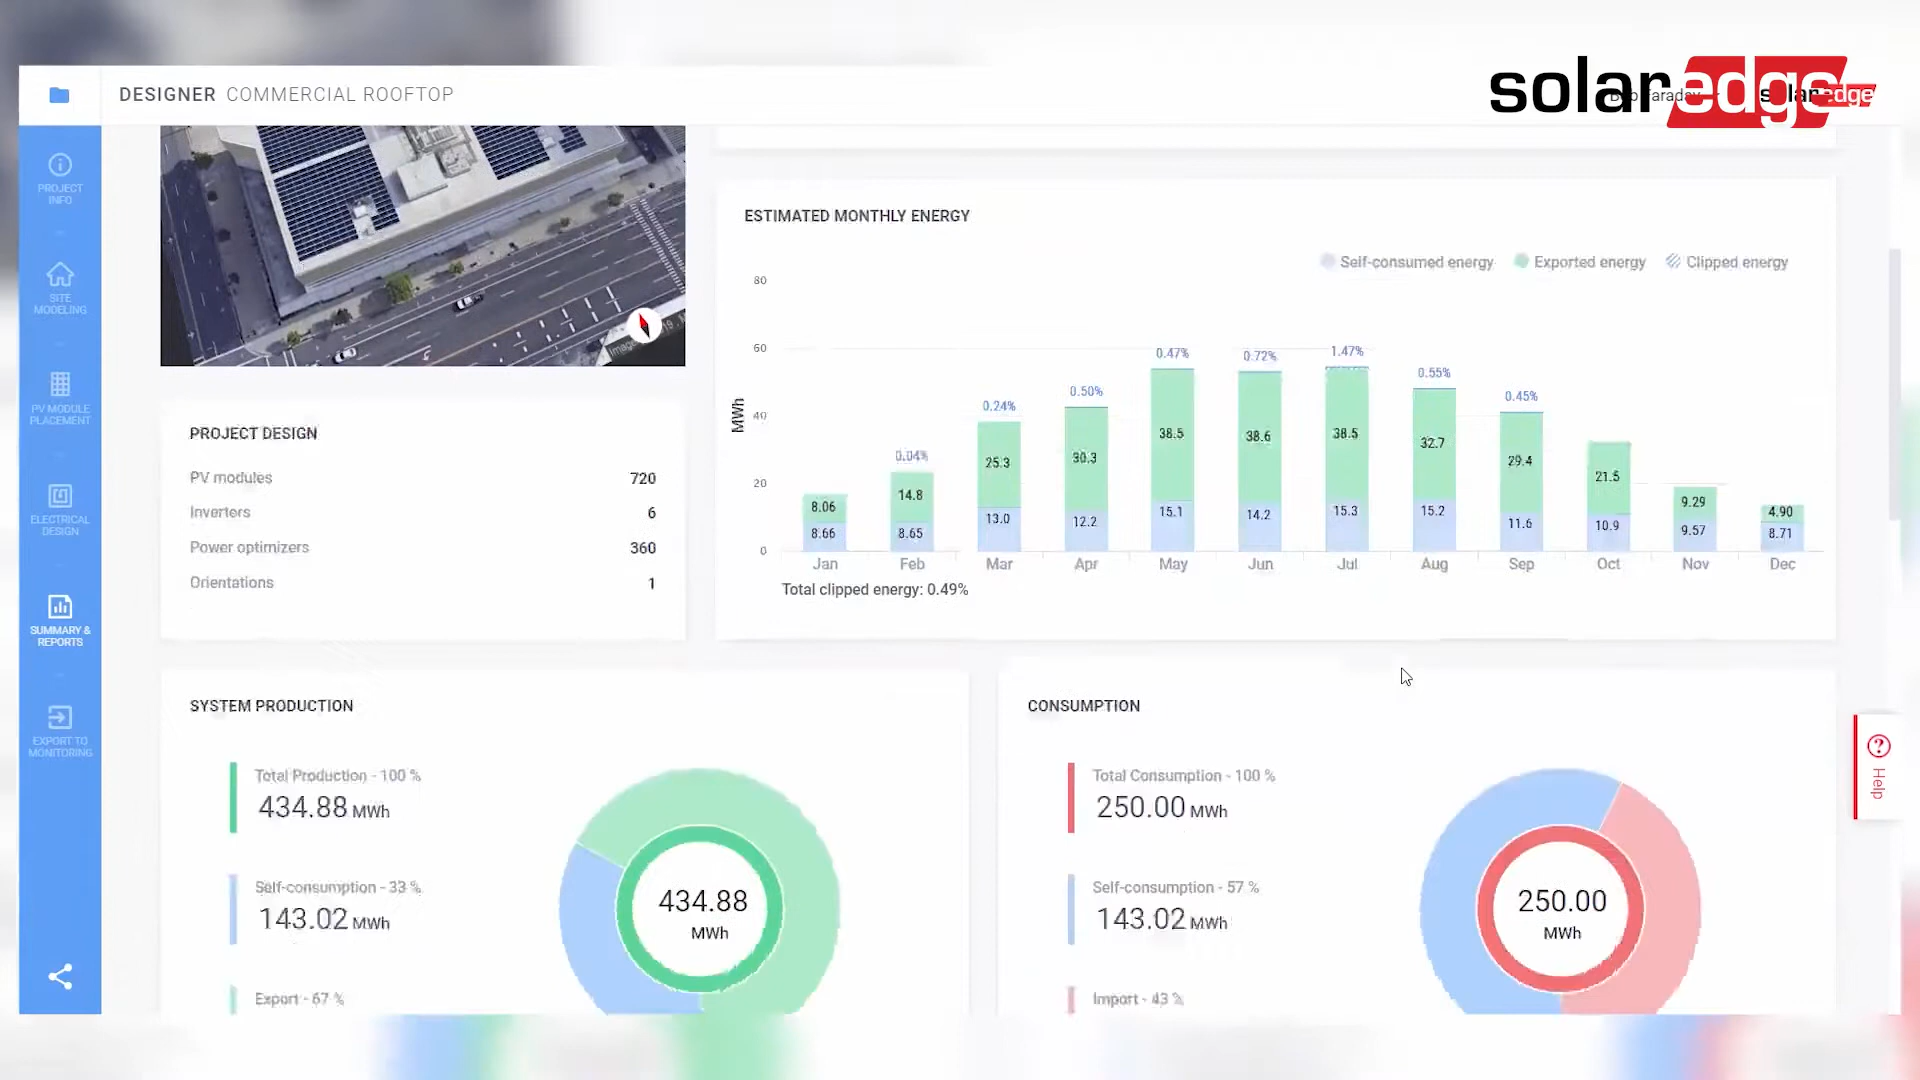 DESIGNER COMMERCIAL ROOFTOP
solaredge
solaredge
PROJECT
INFO
SITE
MODELING
PV MODULE
PLACEMENT
ELECTRICAL
DESIGN
SUMMARY &
REPORTS
EXPORT TO
MONITORING
PROJECT DESIGN
PV modules 720
Inverters 6
Power optimizers 360
Orientations 1
ESTIMATED MONTHLY ENERGY
Self-consumed energy Exported energy Clipped energy
MWh
80
60
40
20
0
0.04% 0.24% 0.50% 0.47% 0.72% 1.47% 0.55% 0.45%
8.06 14.8 25.3 30.3 38.5 38.6 38.5 32.7 29.4 21.5 9.29 4.90
8.66 8.65 13.0 12.2 15.1 14.2 15.3 15.2 11.6 10.9 9.57 8.71
Jan Feb Mar Apr May Jun Jul Aug Sep Oct Nov Dec
Total clipped energy: 0.49%
SYSTEM PRODUCTION
Total Production - 100 %
434.88 MWh
Self-consumption - 33 %
143.02 MWh
Export - 67 %
434.88
MWh
CONSUMPTION
Total Consumption - 100 %
250.00 MWh
Self-consumption - 57 %
143.02 MWh
Import - 43 %
250.00
MWh
Help